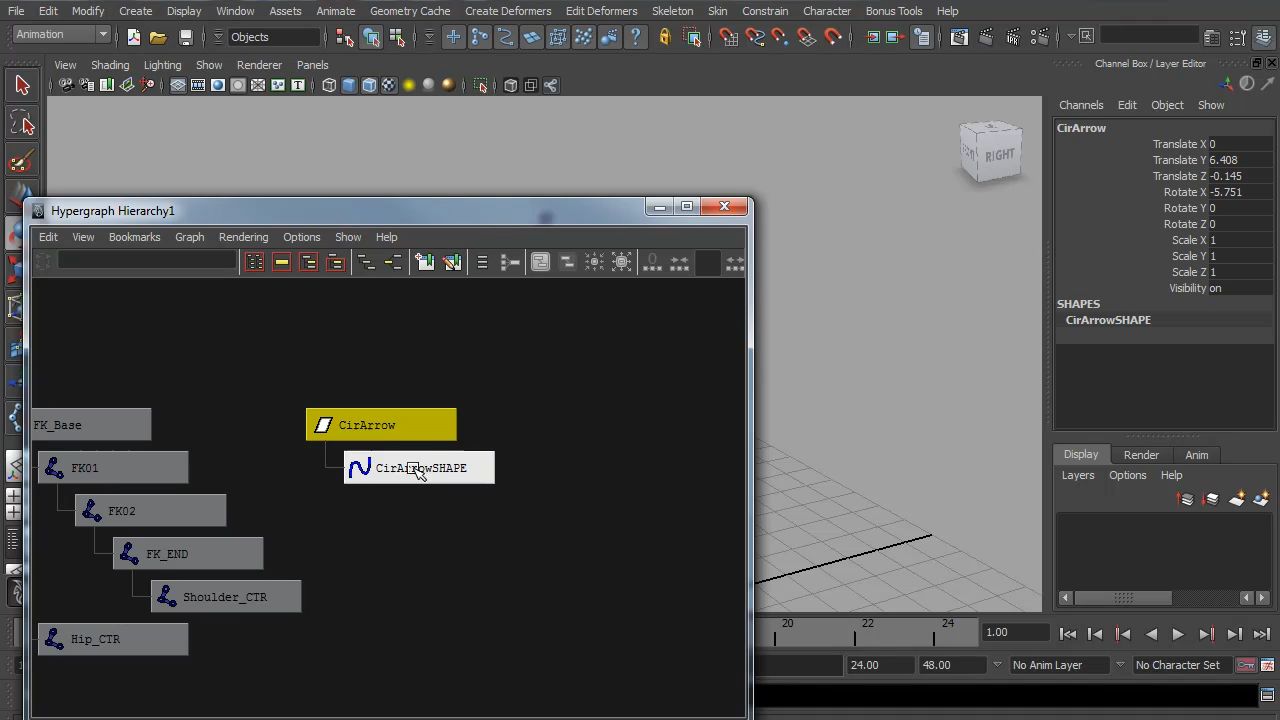 File Edit Modify Create Display Window Assets Animate Geometry Cache Create Deformers Edit Deformers Skeleton Skin Constrain Character Bonus Tools Help
Animation
Objects
View Shading Lighting Show Renderer Panels
Channel Box / Layer Editor
Channels Edit Object Show
CirArrow
Translate X 0
Translate Y 6.408
Translate Z -0.145
Rotate X -5.751
Rotate Y 0
Rotate Z 0
Scale X 1
Scale Y 1
Scale Z 1
Visibility on
SHAPES
CirArrowSHAPE
RIGHT
Hypergraph Hierarchy1
Edit View Bookmarks Graph Rendering Options Show Help
FK_Base
CirArrow
FK01
CirArrowSHAPE
FK02
FK_END
Shoulder_CTR
Hip_CTR
Display Render Anim
Layers Options Help
20 22 24
1.00
24.00 48.00 No Anim Layer No Character Set